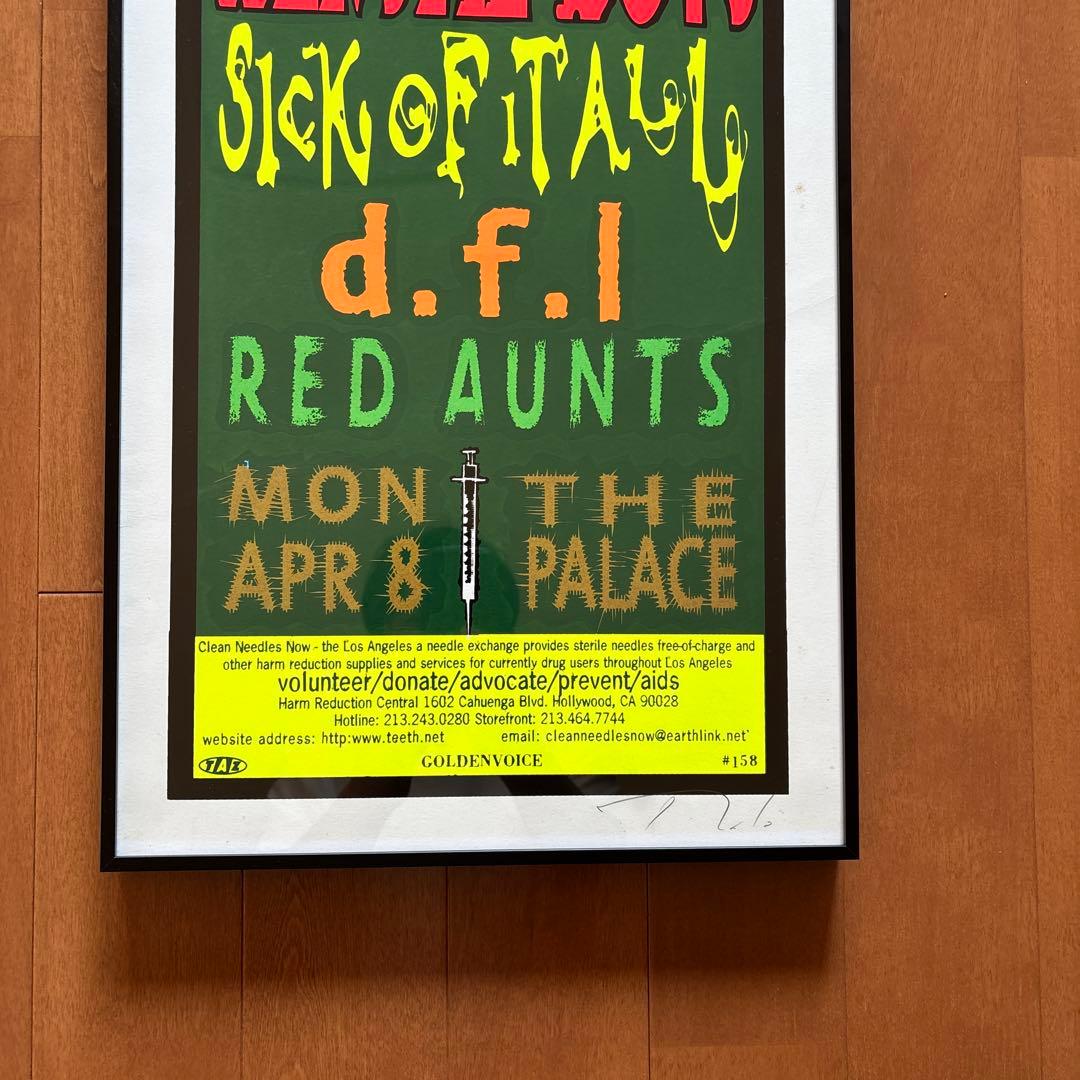 SICK OF IT ALL
d.f.l
RED AUNTS
MON
APR 8
THE
PALACE
Clean Needles Now - the Los Angeles a needle exchange provides sterile needles free-of-charge and
other harm reduction supplies and services for currently drug users throughout Los Angeles
volunteer/donate/advocate/prevent/aids
Harm Reduction Central 1602 Cahuenga Blvd. Hollywood, CA 90028
Hotline: 213.243.0280 Storefront: 213.464.7744
website address: http:www.teeth.net email: cleanneedlesnow@earthlink.net'
TAZ GOLDENVOICE #158